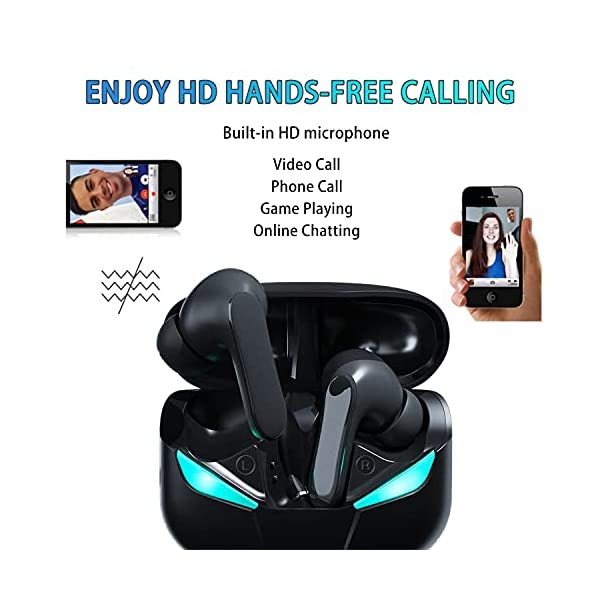 ENJOY HD HANDS-FREE CALLING
Built-in HD microphone
Video Call
Phone Call
Game Playing
Online Chatting
L
R